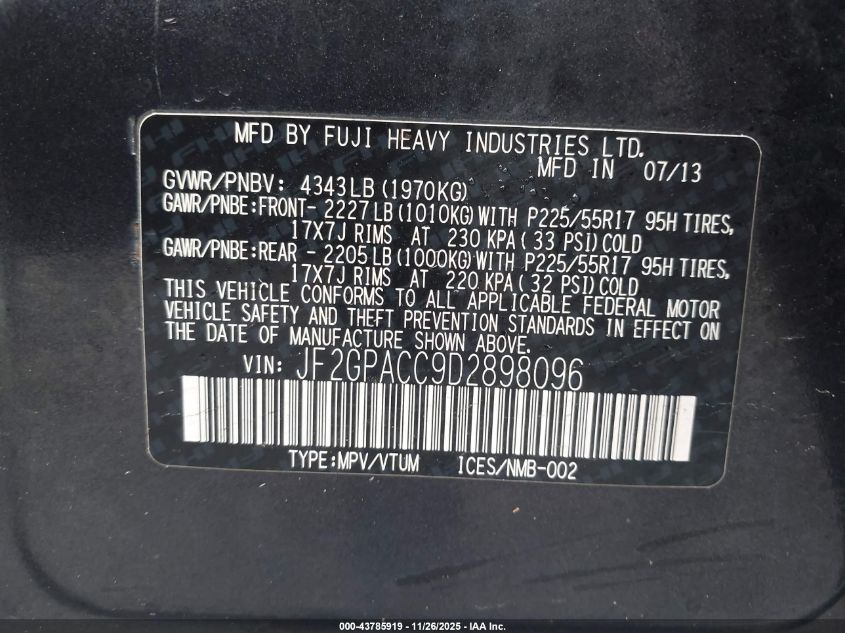 MFD BY FUJI HEAVY INDUSTRIES LTD.
MFD IN 07/13
GVWR/PNBV: 4343LB (1970KG)
GAWR/PNBE:FRONT- 2227LB (1010KG) WITH P225/55R17 95H TIRES,
17X7J RIMS AT 230 KPA ( 33 PSI) COLD
GAWR/PNBE:REAR - 2205LB (1000KG) WITH P225/55R17 95H TIRES,
17X7J RIMS AT 220 KPA ( 32 PSI) COLD
THIS VEHICLE CONFORMS TO ALL APPLICABLE FEDERAL MOTOR
VEHICLE SAFETY AND THEFT PREVENTION STANDARDS IN EFFECT ON
THE DATE OF MANUFACTURE SHOWN ABOVE.
VIN: JF2GPACC9D2898096
TYPE:MPV/VTUM ICES/NMB-002
000-43785919 - 11/26/2025 - IAA Inc.